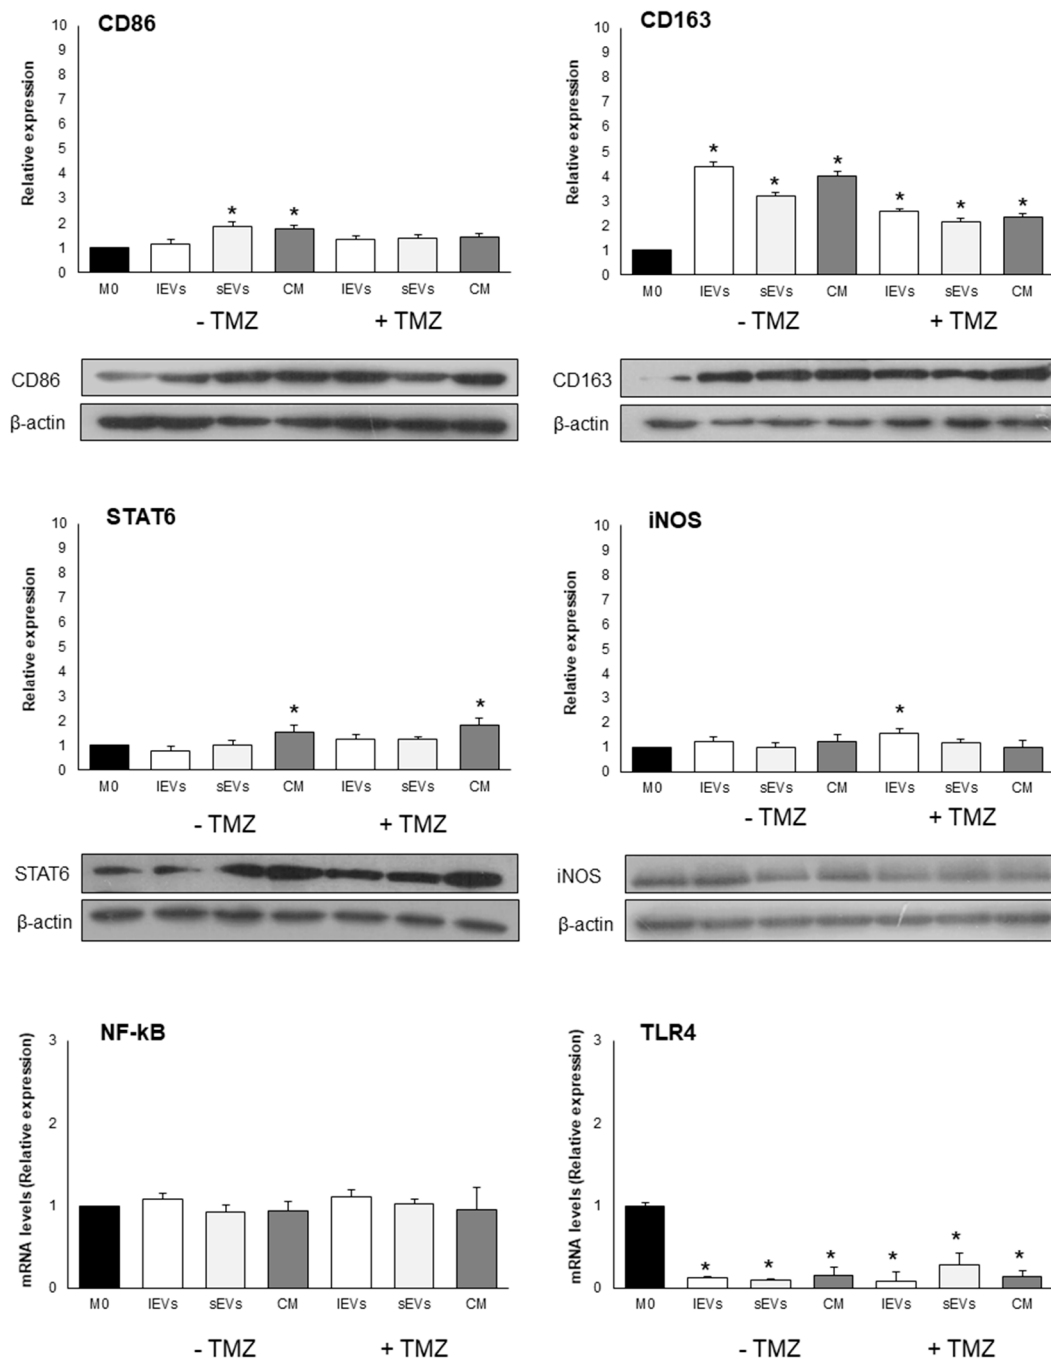 CD86
Relative expression
10
9
8
7
6
5
4
3
2
1
0
* *
M0 lEVs sEVs CM lEVs sEVs CM
- TMZ + TMZ
CD86
β-actin
CD163
Relative expression
10
9
8
7
6
5
4
3
2
1
0
* * * * * *
M0 lEVs sEVs CM lEVs sEVs CM
- TMZ + TMZ
CD163
β-actin
STAT6
Relative expression
10
9
8
7
6
5
4
3
2
1
0
* *
M0 lEVs sEVs CM lEVs sEVs CM
- TMZ + TMZ
STAT6
β-actin
iNOS
Relative expression
10
9
8
7
6
5
4
3
2
1
0
*
M0 lEVs sEVs CM lEVs sEVs CM
- TMZ + TMZ
iNOS
β-actin
NF-kB
mRNA levels (Relative expression)
3
2
1
0
M0 lEVs sEVs CM lEVs sEVs CM
- TMZ + TMZ
TLR4
mRNA levels (Relative expression)
3
2
1
0
* * * * * *
M0 lEVs sEVs CM lEVs sEVs CM
- TMZ + TMZ